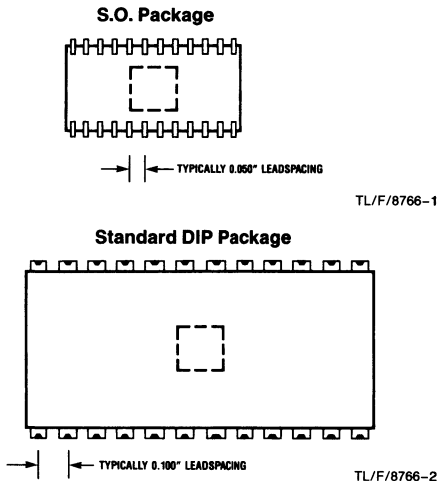 S.O. Package
TYPICALLY 0.050" LEADSPACING
TL/F/8766–1
Standard DIP Package
TYPICALLY 0.100" LEADSPACING
TL/F/8766–2